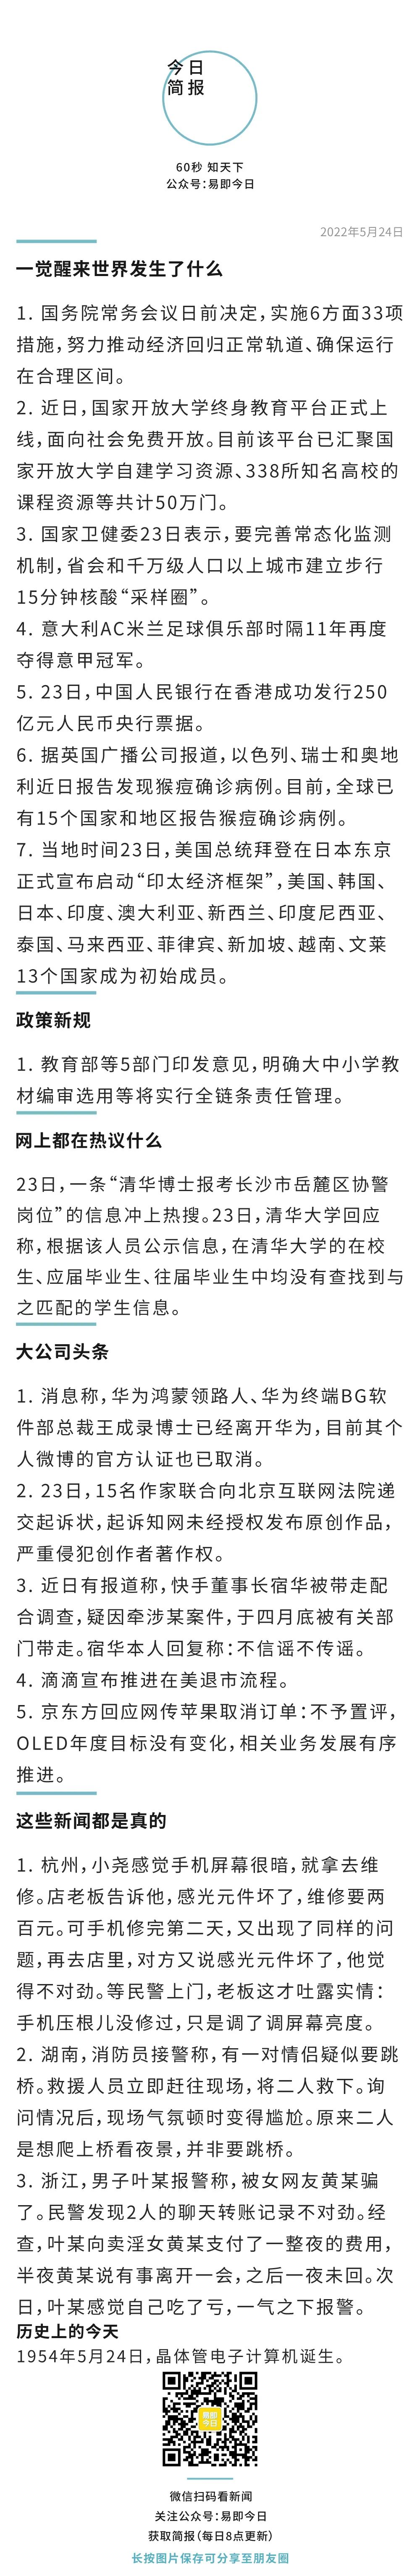 今日
简报
60秒 知天下
公众号：易即今日
2022年5月24日
一觉醒来世界发生了什么
1. 国务院常务会议日前决定，实施6方面33项
措施，努力推动经济回归正常轨道、确保运行
在合理区间。
2. 近日，国家开放大学终身教育平台正式上
线，面向社会免费开放。目前该平台已汇聚国
家开放大学自建学习资源、338所知名高校的
课程资源等共计50万门。
3. 国家卫健委23日表示，要完善常态化监测
机制，省会和千万级人口以上城市建立步行
15分钟核酸“采样圈”。
4. 意大利AC米兰足球俱乐部时隔11年再度
夺得意甲冠军。
5. 23日，中国人民银行在香港成功发行250
亿元人民币央行票据。
6. 据英国广播公司报道，以色列、瑞士和奥地
利近日报告发现猴痘确诊病例。目前，全球已
有15个国家和地区报告猴痘确诊病例。
7. 当地时间23日，美国总统拜登在日本东京
正式宣布启动“印太经济框架”，美国、韩国、
日本、印度、澳大利亚、新西兰、印度尼西亚、
泰国、马来西亚、菲律宾、新加坡、越南、文莱
13个国家成为初始成员。
政策新规
1. 教育部等5部门印发意见，明确大中小学教
材编审选用等将实行全链条责任管理。
网上都在热议什么
23日，一条“清华博士报考长沙市岳麓区协警
岗位”的信息冲上热搜。23日，清华大学回应
称，根据该人员公示信息，在清华大学的在校
生、应届毕业生、往届毕业生中均没有查找到与
之匹配的学生信息。
大公司头条
1. 消息称，华为鸿蒙领路人、华为终端BG软
件部总裁王成录博士已经离开华为，目前其个
人微博的官方认证也已取消。
2. 23日，15名作家联合向北京互联网法院递
交起诉状，起诉知网未经授权发布原创作品，
严重侵犯创作者著作权。
3. 近日有报道称，快手董事长宿华被带走配
合调查，疑因牵涉某案件，于四月底被有关部
门带走。宿华本人回复称：不信谣不传谣。
4. 滴滴宣布推进在美退市流程。
5. 京东方回应网传苹果取消订单：不予置评，
OLED年度目标没有变化，相关业务发展有序
推进。
这些新闻都是真的
1. 杭州，小尧感觉手机屏幕很暗，就拿去维
修。店老板告诉他，感光元件坏了，维修要两
百元。可手机修完第二天，又出现了同样的问
题，再去店里，对方又说感光元件坏了，他觉
得不对劲。等民警上门，老板这才吐露实情：
手机压根儿没修过，只是调了调屏幕亮度。
2. 湖南，消防员接警称，有一对情侣疑似要跳
桥。救援人员立即赶往现场，将二人救下。询
问情况后，现场气氛顿时变得尴尬。原来二人
是想爬上桥看夜景，并非要跳桥。
3. 浙江，男子叶某报警称，被女网友黄某骗
了。民警发现2人的聊天转账记录不对劲。经
查，叶某向卖淫女黄某支付了一整夜的费用，
半夜黄某说有事离开一会，之后一夜未回。次
日，叶某感觉自己吃了亏，一气之下报警。
历史上的今天
1954年5月24日，晶体管电子计算机诞生。
易即
今日
微信扫码看新闻
关注公众号：易即今日
获取简报（每日8点更新）
长按图片保存可分享至朋友圈